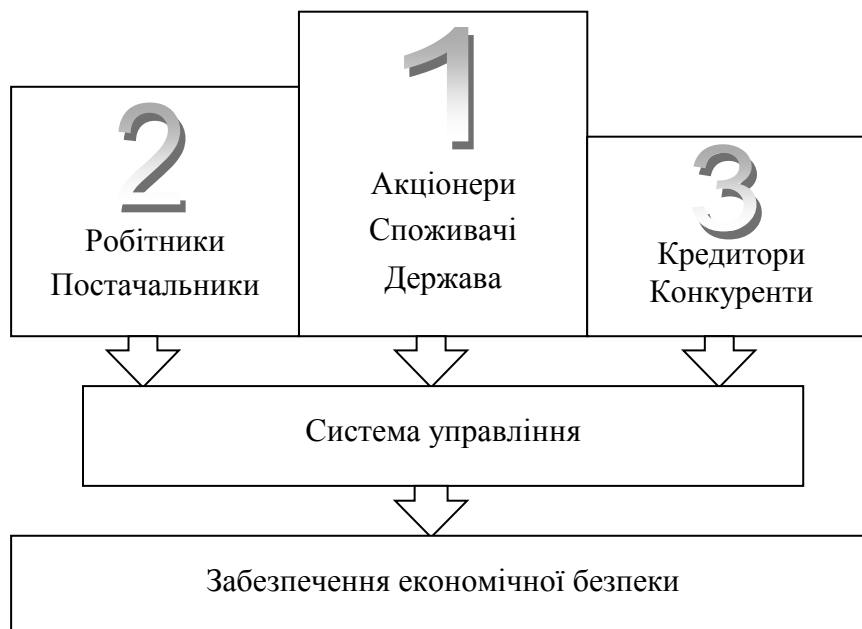 2
Робітники
Постачальники
1
Акціонери
Споживачі
Держава
3
Кредитори
Конкуренти
Система управління
Забезпечення економічної безпеки